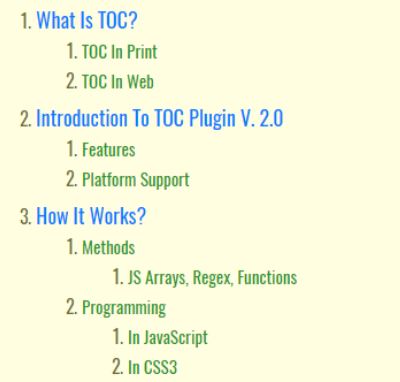 1. What Is TOC?
1. TOC In Print
2. TOC In Web
2. Introduction To TOC Plugin V. 2.0
1. Features
2. Platform Support
3. How It Works?
1. Methods
1. JS Arrays, Regex, Functions
2. Programming
1. In JavaScript
2. In CSS3